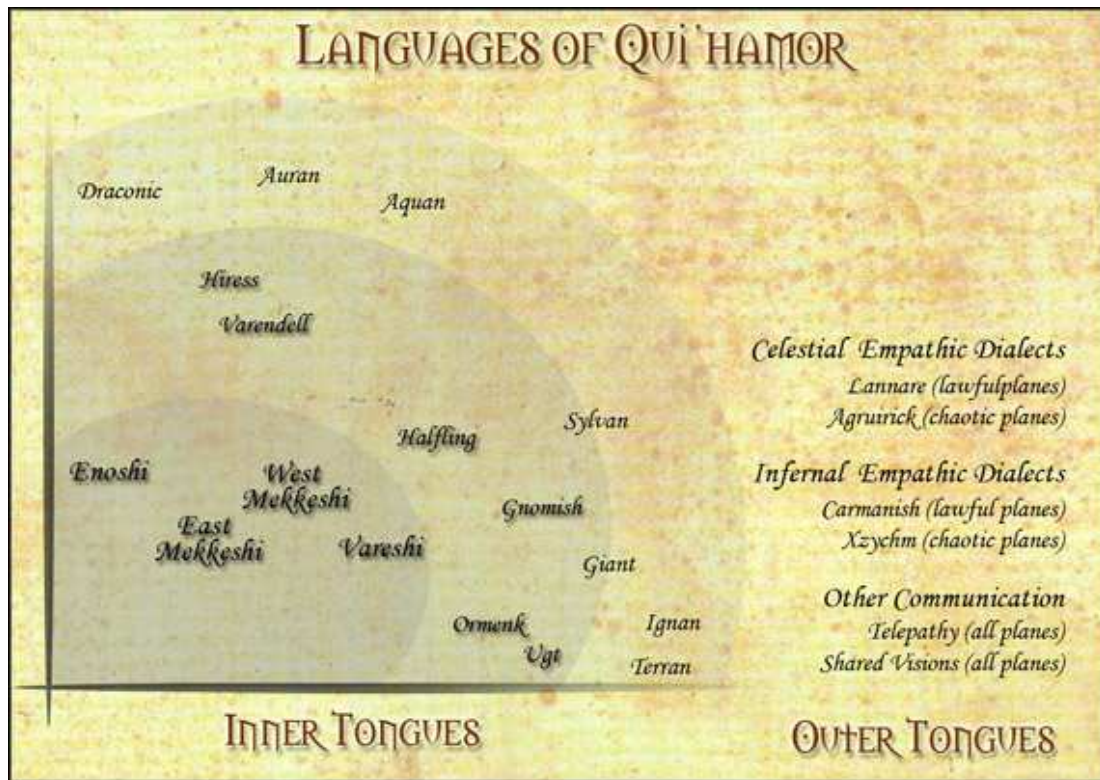 Languages of Qui'hamor
Draconic
Auran
Aquan
Hiress
Varendell
Halfling
Sylvan
Enoshi
West
Mekkeshi
East
Mekkeshi
Vareshi
Gnomish
Giant
Ormenk
Ugt
Ignan
Terran
Inner Tongues
Celestial Empathic Dialects
Lannare (lawfulplanes)
Agruirick (chaotic planes)
Infernal Empathic Dialects
Carmanish (lawful planes)
Xzychm (chaotic planes)
Other Communication
Telepathy (all planes)
Shared Visions (all planes)
Outer Tongues